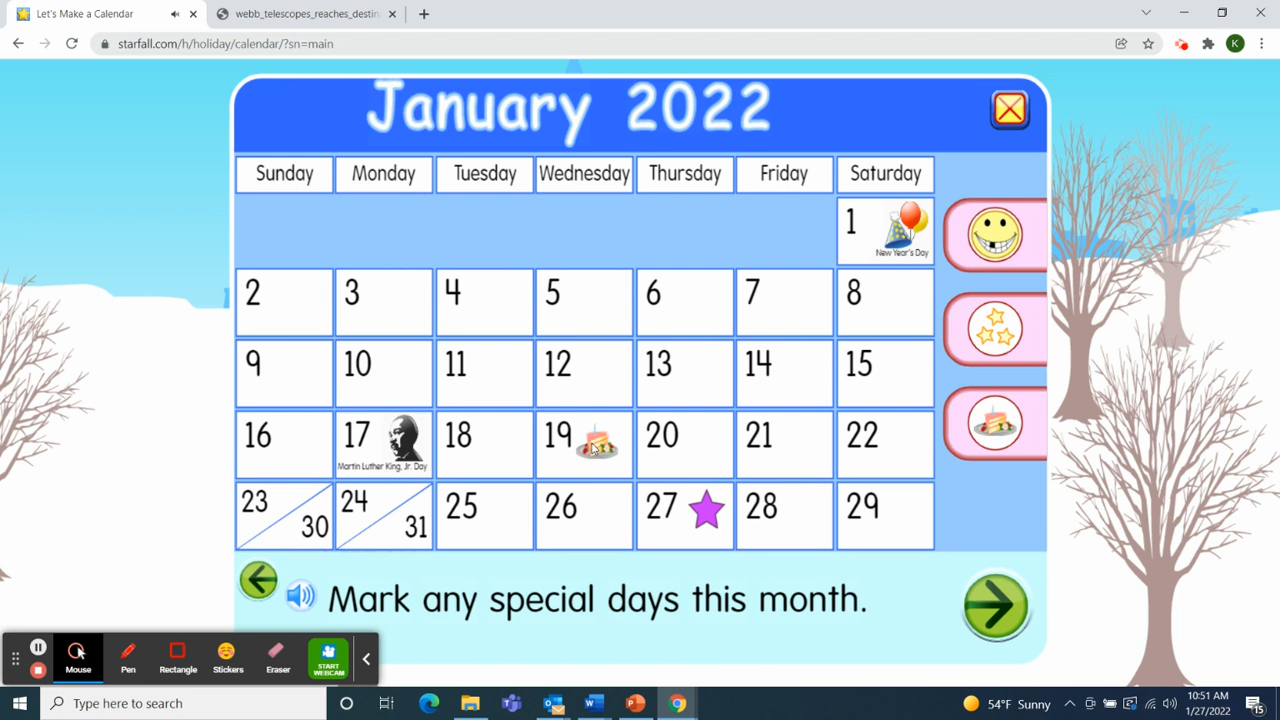 Let's Make a Calendar
webb_telescopes_reaches_destin
starfall.com/h/holiday/calendar/?sn=main
K
January 2022
Sunday Monday Tuesday Wednesday Thursday Friday Saturday
1
New Year's Day
2 3 4 5 6 7 8
9 10 11 12 13 14 15
16 17 18 19 20 21 22
Martin Luther King, Jr. Day
23 30 24 31 25 26 27 28 29
Mark any special days this month.
Mouse Pen Rectangle Stickers Eraser START WEBCAM
Type here to search
54°F Sunny
10:51 AM
1/27/2022
15